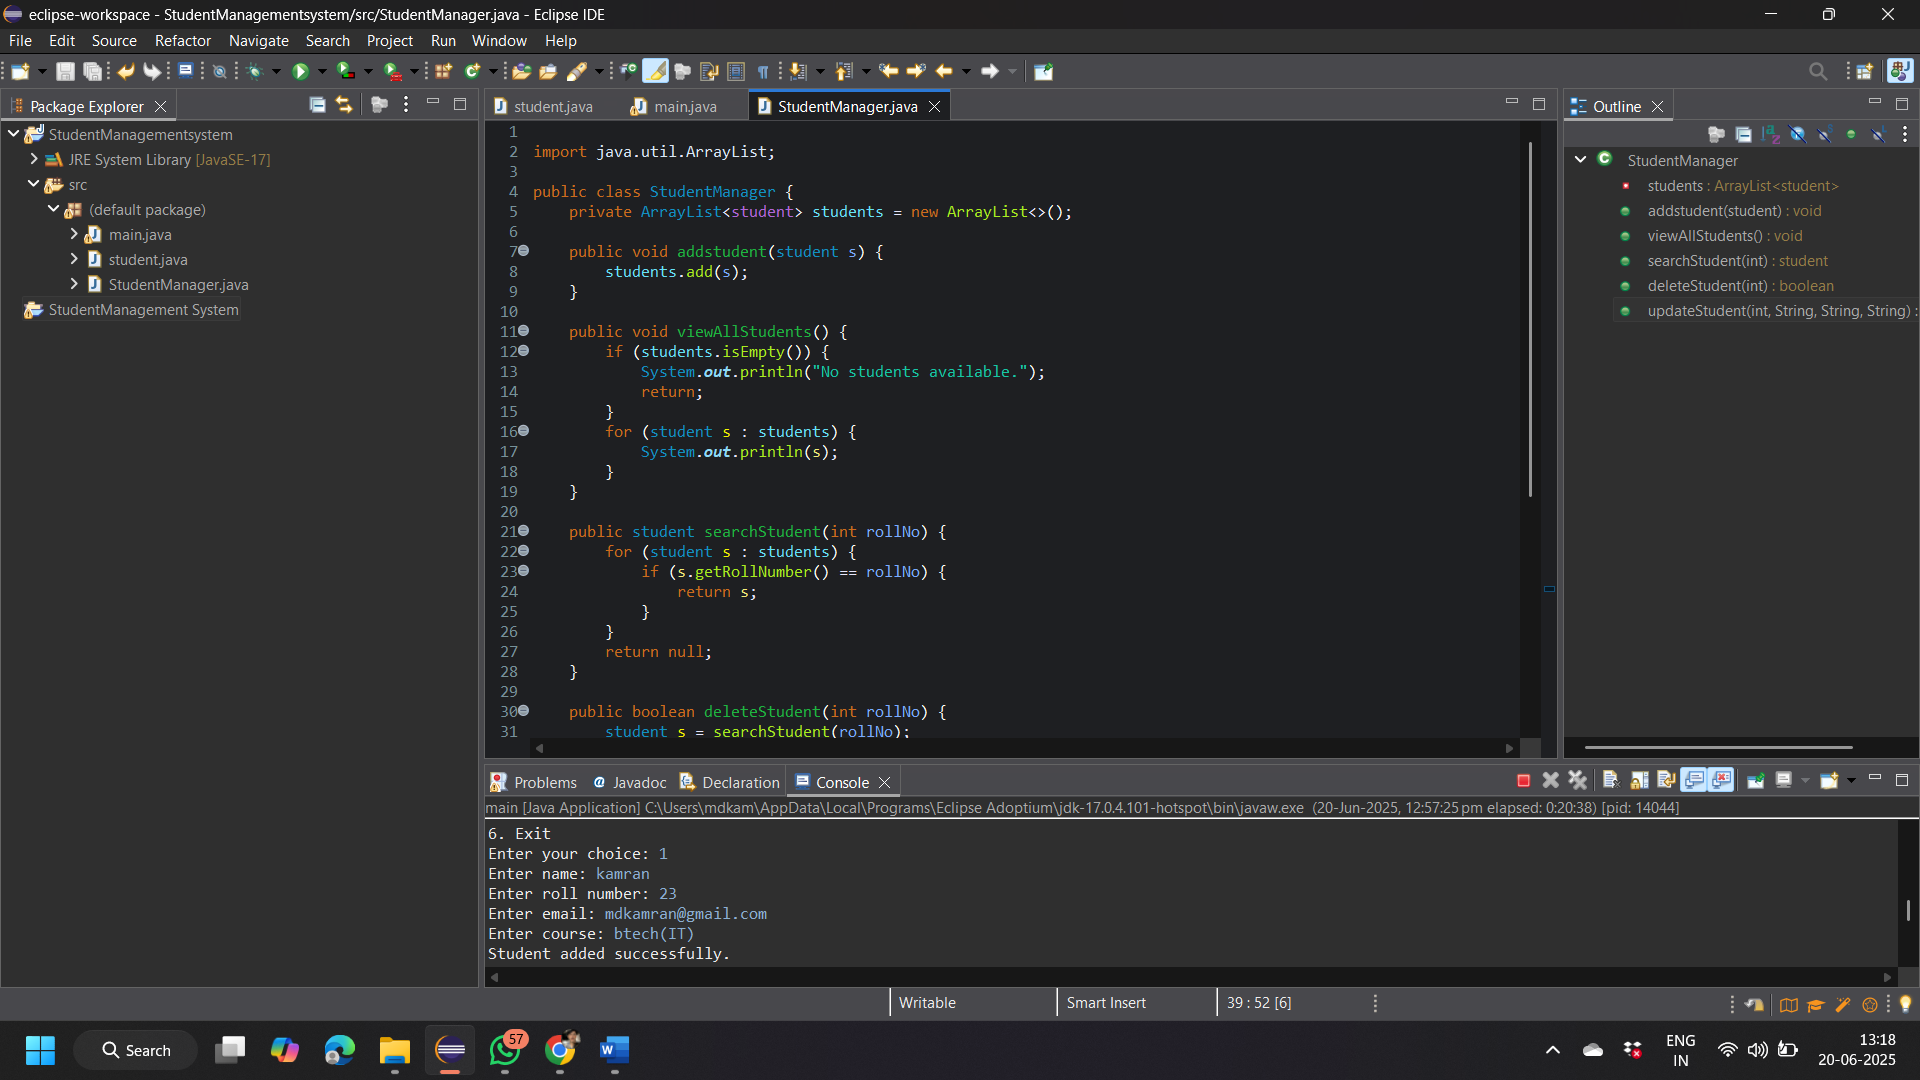 eclipse-workspace - StudentManagementsystem/src/StudentManager.java - Eclipse IDE
File Edit Source Refactor Navigate Search Project Run Window Help
Package Explorer
StudentManagementsystem
JRE System Library [JavaSE-17]
src
(default package)
main.java
student.java
StudentManager.java
StudentManagement System
student.java main.java StudentManager.java
1
2 import java.util.ArrayList;
3
4 public class StudentManager {
5 private ArrayList<student> students = new ArrayList<>();
6
7 public void addstudent(student s) {
8 students.add(s);
9 }
10
11 public void viewAllStudents() {
12 if (students.isEmpty()) {
13 System.out.println("No students available.");
14 return;
15 }
16 for (student s : students) {
17 System.out.println(s);
18 }
19 }
20
21 public student searchStudent(int rollNo) {
22 for (student s : students) {
23 if (s.getRollNumber() == rollNo) {
24 return s;
25 }
26 }
27 return null;
28 }
29
30 public boolean deleteStudent(int rollNo) {
31 student s = searchStudent(rollNo);
Outline
StudentManager
students : ArrayList<student>
addstudent(student) : void
viewAllStudents() : void
searchStudent(int) : student
deleteStudent(int) : boolean
updateStudent(int, String, String, String) :
Problems Javadoc Declaration Console
main [Java Application] C:\Users\mdkam\AppData\Local\Programs\Eclipse Adoptium\jdk-17.0.4.101-hotspot\bin\javaw.exe (20-Jun-2025, 12:57:25 pm elapsed: 0:20:38) [pid: 14044]
6. Exit
Enter your choice: 1
Enter name: kamran
Enter roll number: 23
Enter email: mdkamran@gmail.com
Enter course: btech(IT)
Student added successfully.
Writable Smart Insert 39 : 52 [6]
Search
57
ENG
IN
13:18
20-06-2025